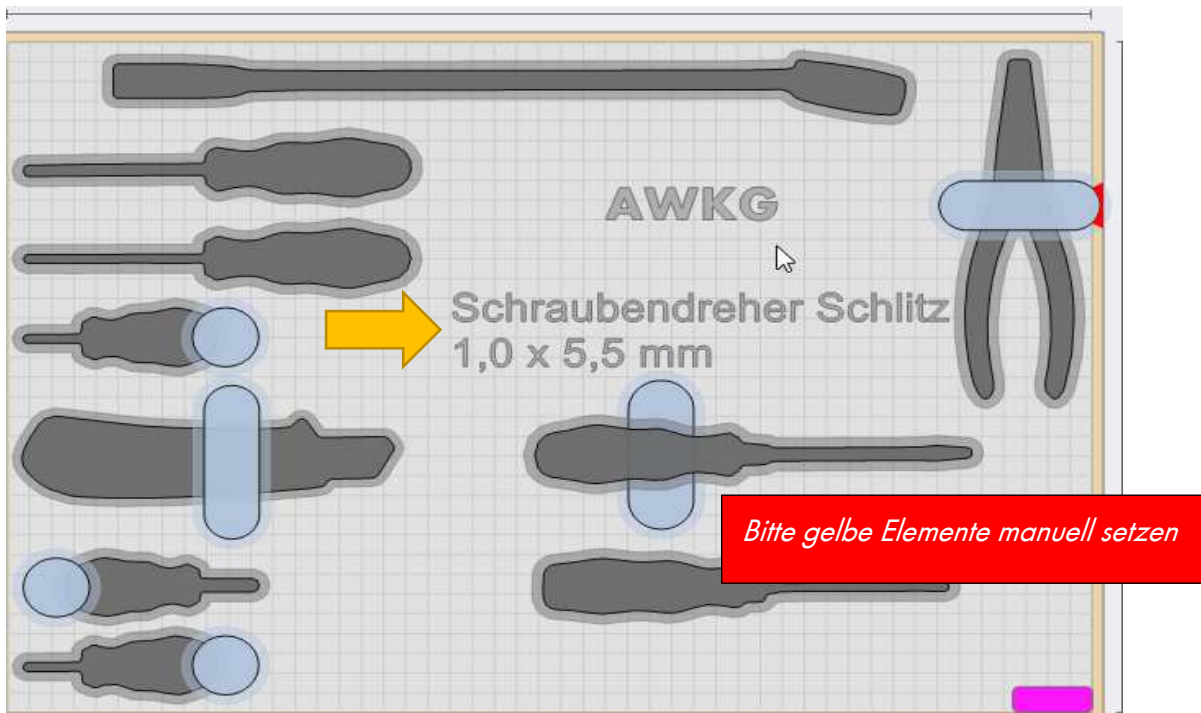 AWKG
Schraubendreher Schlitz
1,0 x 5,5 mm
Bitte gelbe Elemente manuell setzen